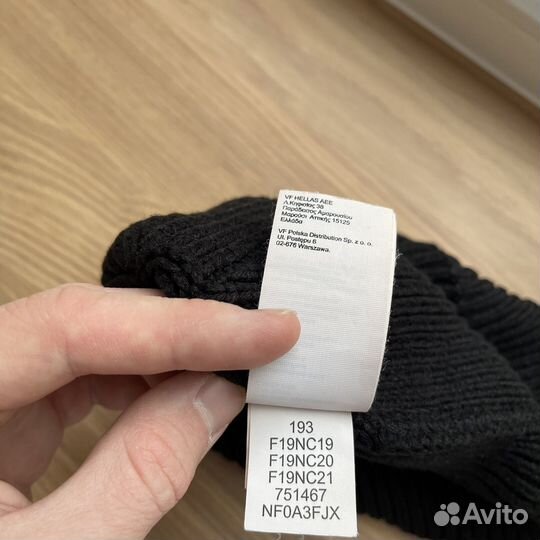 VF HELLAS AEE
Λ.Κηφισίας 38
Παράδεισος Αμαρουσίου
Μαρούσι Αττικής 15125
Ελλάδα
VF Polska Distribution Sp. z o. o.
Ul. Postępu 6
02-676 Warszawa.
193
F19NC19
F19NC20
F19NC21
751467
NF0A3FJX
Avito